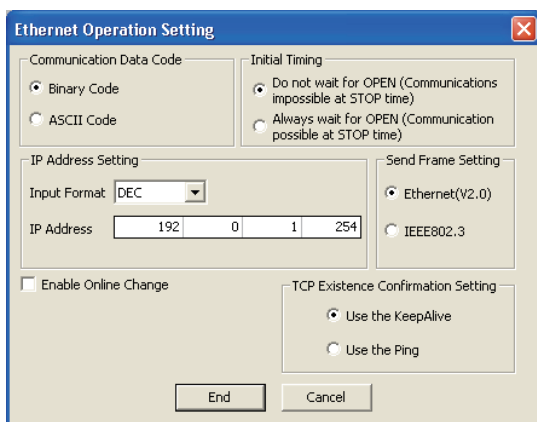 Ethernet Operation Setting
Communication Data Code
Binary Code
ASCII Code
Initial Timing
Do not wait for OPEN (Communications
impossible at STOP time)
Always wait for OPEN (Communication
possible at STOP time)
IP Address Setting
Input Format DEC
IP Address 192 0 1 254
Send Frame Setting
Ethernet(V2.0)
IEEE802.3
Enable Online Change
TCP Existence Confirmation Setting
Use the KeepAlive
Use the Ping
End Cancel